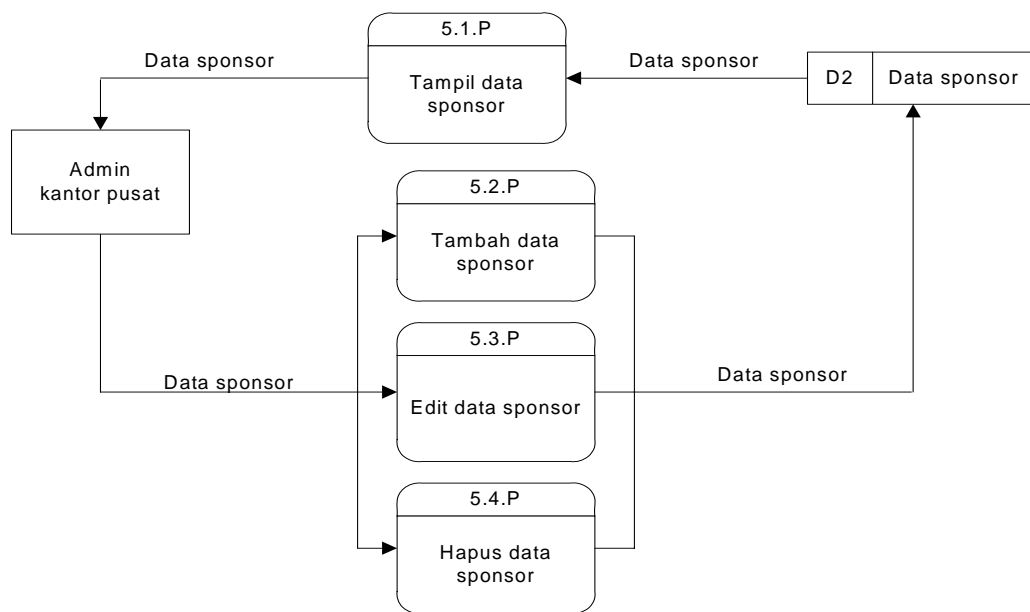 5.1.P
Data sponsor
Data sponsor
Tampil data
sponsor
D2
Data sponsor
Admin
kantor pusat
5.2.P
Tambah data
sponsor
5.3.P
Data sponsor
Edit data sponsor
Data sponsor
5.4.P
Hapus data
sponsor